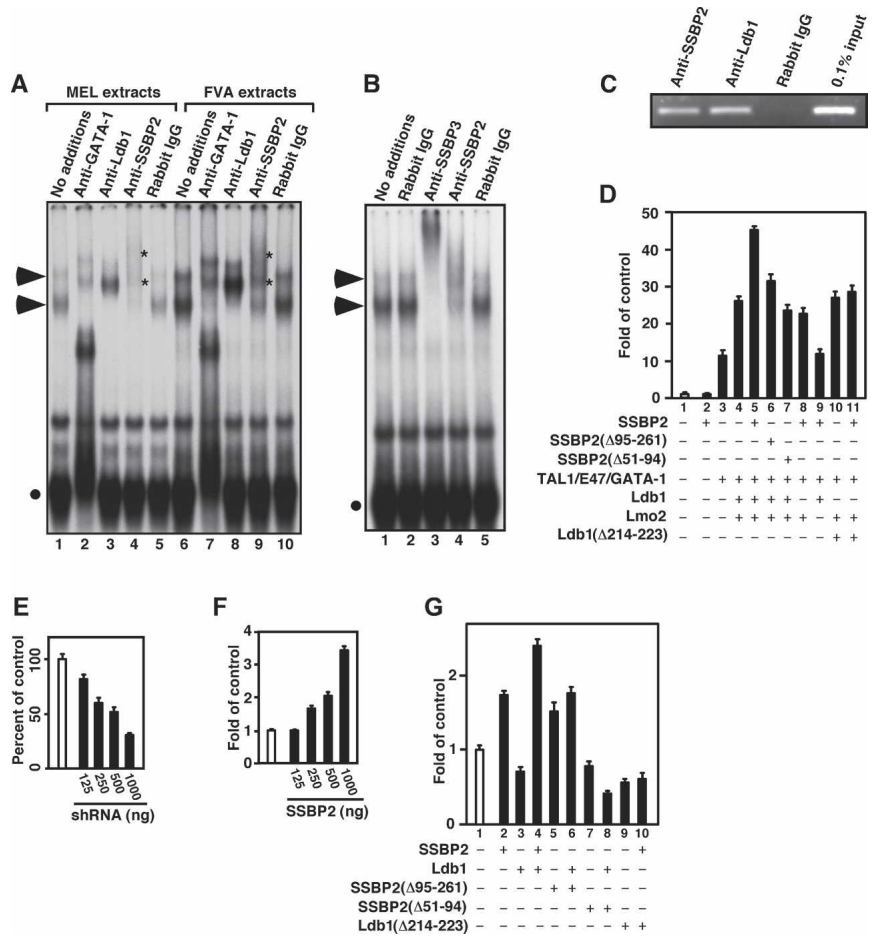 A
MEL extracts
FVA extracts
No additions
Anti-GATA-1
Anti-Ldb1
Anti-SSBP2
Rabbit IgG
No additions
Anti-GATA-1
Anti-Ldb1
Anti-SSBP2
Rabbit IgG
*
*
*
*
1 2 3 4 5 6 7 8 9 10
B
No additions
Rabbit IgG
Anti-SSBP3
Anti-SSBP2
Rabbit IgG
1 2 3 4 5
C
Anti-SSBP2
Anti-Ldb1
Rabbit IgG
0.1% input
D
Fold of control
50
40
30
20
10
0
1 2 3 4 5 6 7 8 9 10 11
SSBP2 – + – – + – – + + – +
SSBP2(Δ95-261) – – – – – + – – – – –
SSBP2(Δ51-94) – – – – – – + – – – –
TAL1/E47/GATA-1 – – + + + + + + + + +
Ldb1 – – – + + + + – + – –
Lmo2 – – – + + + + + – + +
Ldb1(Δ214-223) – – – – – – – – – + +
E
Percent of control
100
50
0
125 250 500 1000
shRNA (ng)
F
Fold of control
4
3
2
1
0
125 250 500 1000
SSBP2 (ng)
G
Fold of control
2
1
0
1 2 3 4 5 6 7 8 9 10
SSBP2 – + – + – – – – – +
Ldb1 – – + + – + – + – –
SSBP2(Δ95-261) – – – – + + – – – –
SSBP2(Δ51-94) – – – – – – + + – –
Ldb1(Δ214-223) – – – – – – – – + +